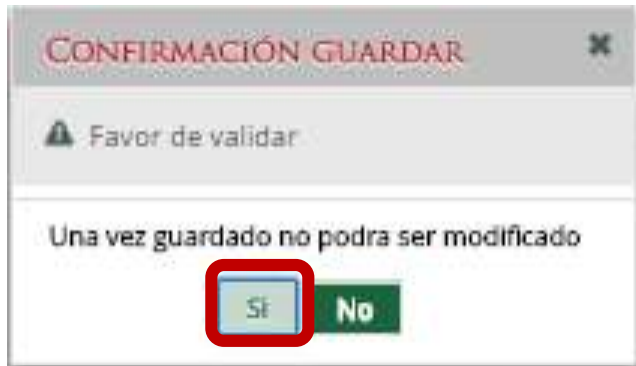 CONFIRMACIÓN GUARDAR
Favor de validar
Una vez guardado no podra ser modificado
Si No